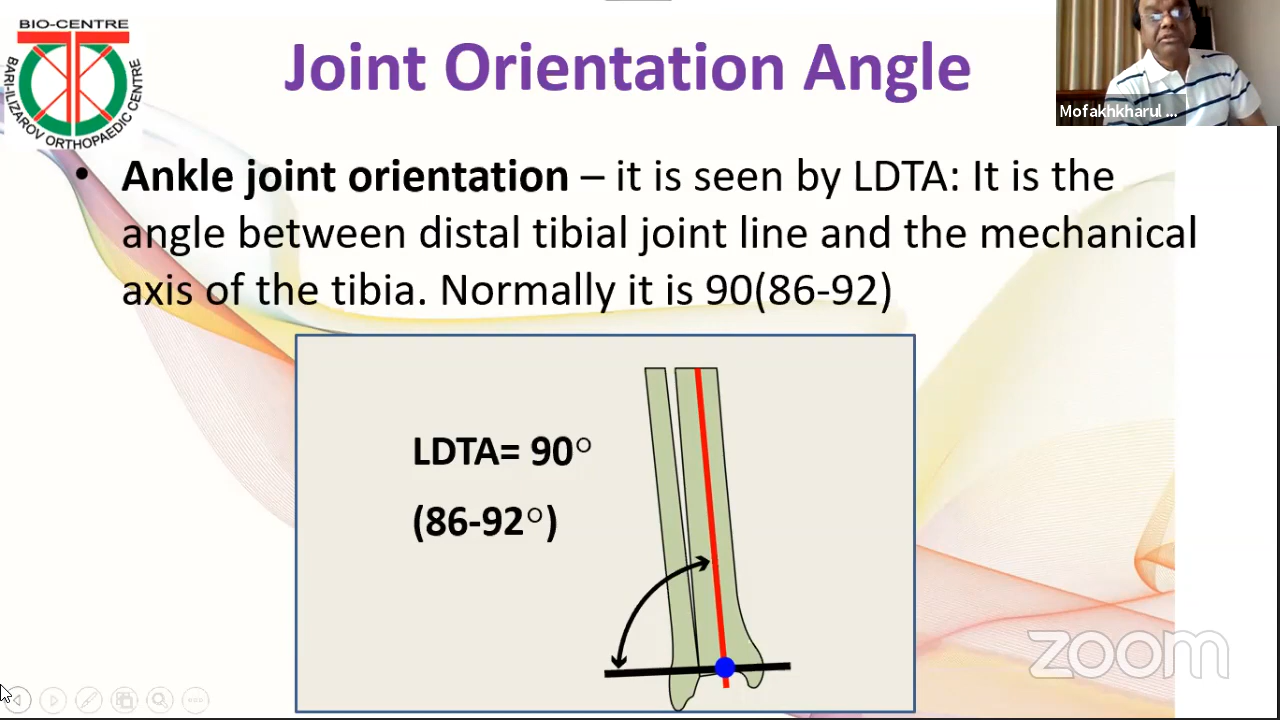 BIO-CENTRE
BARI-ILIZAROV ORTHOPAEDIC CENTRE
Joint Orientation Angle
Mofakhkharul ...
• Ankle joint orientation – it is seen by LDTA: It is the
angle between distal tibial joint line and the mechanical
axis of the tibia. Normally it is 90(86-92)
LDTA= 90○
(86-92○)
zoom